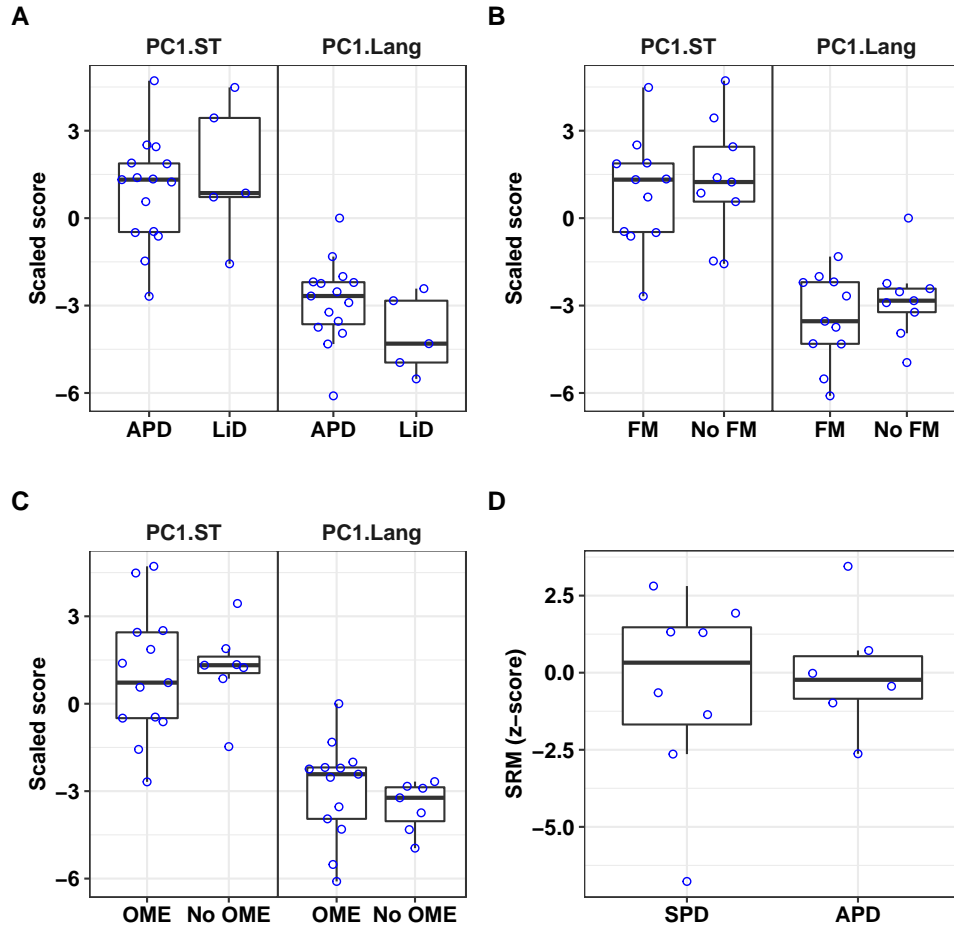 A
PC1.ST PC1.Lang
Scaled score
3
0
−3
−6
APD LiD APD LiD
B
PC1.ST PC1.Lang
Scaled score
3
0
−3
−6
FM No FM FM No FM
C
PC1.ST PC1.Lang
Scaled score
3
0
−3
−6
OME No OME OME No OME
D
SRM (z−score)
2.5
0.0
−2.5
−5.0
SPD APD